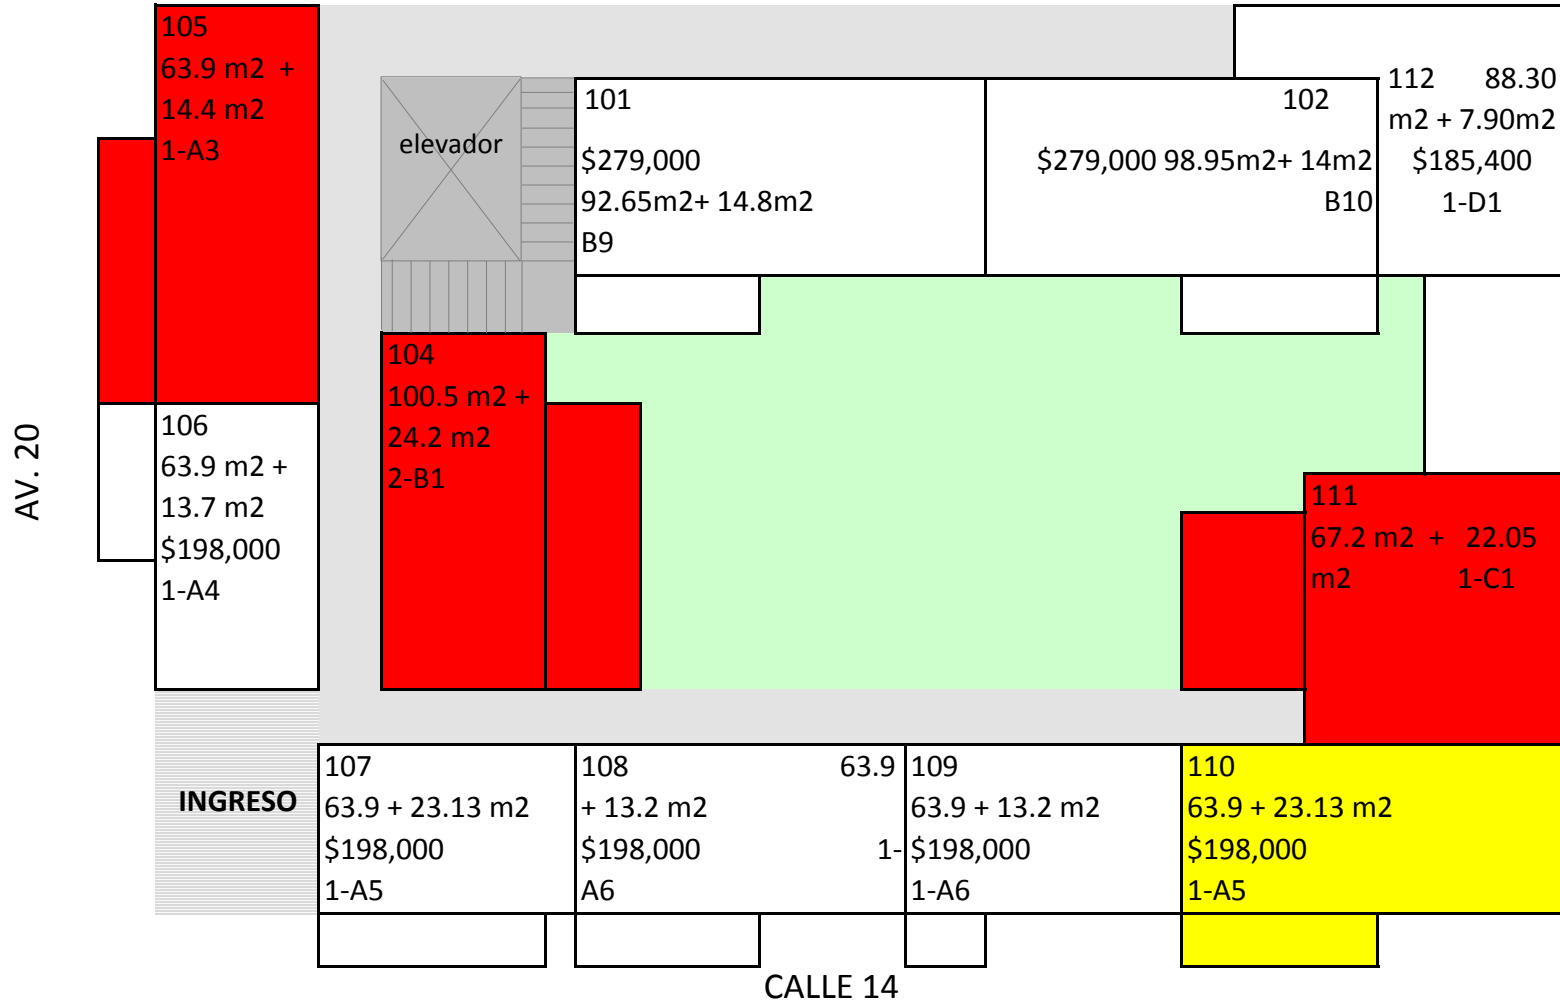 105
63.9 m2 +
14.4 m2
1-A3
elevador
101
$279,000
92.65m2+ 14.8m2
B9
102
$279,000 98.95m2+ 14m2
B10
112 88.30
m2 + 7.90m2
$185,400
1-D1
104
100.5 m2 +
24.2 m2
2-B1
AV. 20
106
63.9 m2 +
13.7 m2
$198,000
1-A4
111
67.2 m2 + 22.05
m2 1-C1
INGRESO
107
63.9 + 23.13 m2
$198,000
1-A5
108 63.9
+ 13.2 m2
$198,000 1-
A6
109
63.9 + 13.2 m2
$198,000
1-A6
110
63.9 + 23.13 m2
$198,000
1-A5
CALLE 14